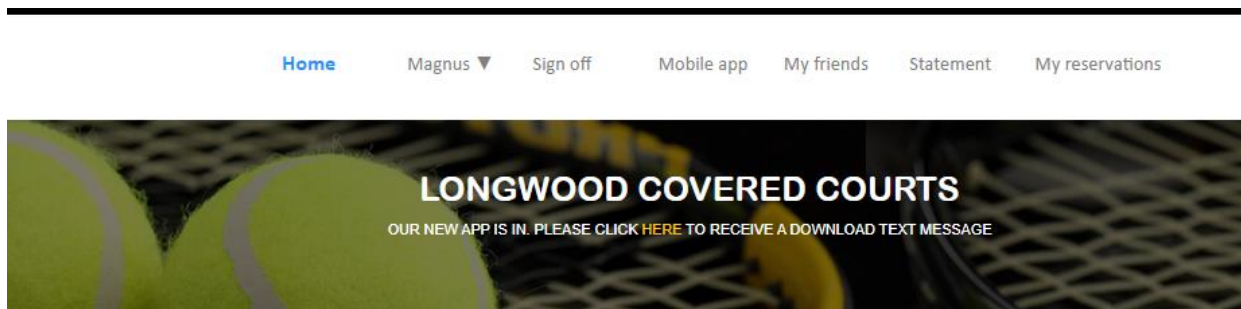 Home Magnus ▼ Sign off Mobile app My friends Statement My reservations
LONGWOOD COVERED COURTS
OUR NEW APP IS IN. PLEASE CLICK HERE TO RECEIVE A DOWNLOAD TEXT MESSAGE